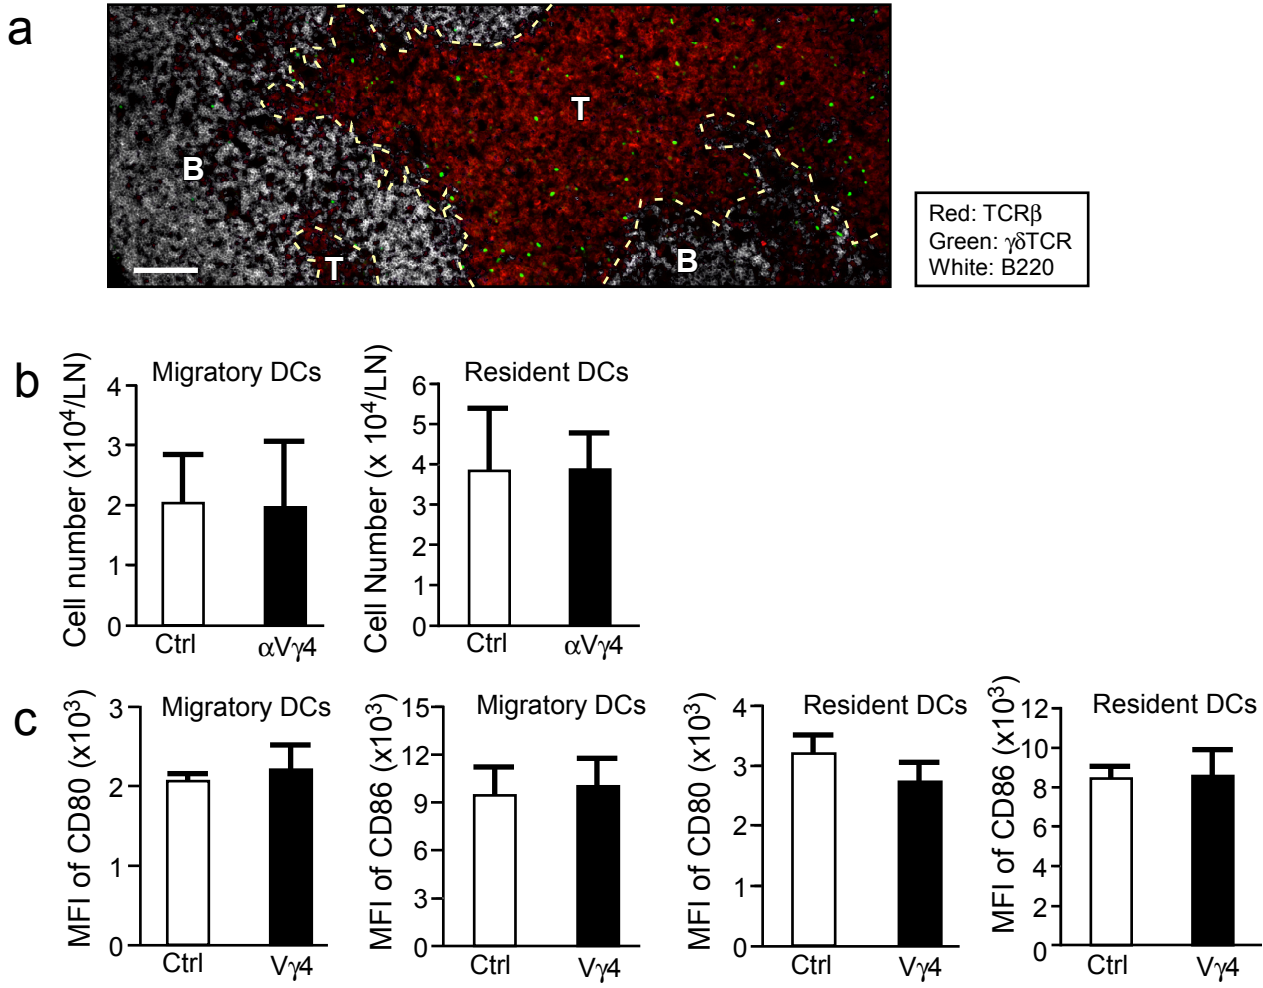 a
B
T
T
B
Red: TCRβ
Green: γδTCR
White: B220
b
Migratory DCs
Cell number (x10⁴/LN)
4
3
2
1
0
Ctrl
αVγ4
Resident DCs
Cell Number (x 10⁴/LN)
6
5
4
3
2
1
0
Ctrl
αVγ4
c
Migratory DCs
MFI of CD80 (x10³)
3
2
1
0
Ctrl
Vγ4
Migratory DCs
MFI of CD86 (x10³)
15
12
9
6
3
0
Ctrl
Vγ4
Resident DCs
MFI of CD80 (x10³)
4
3
2
1
0
Ctrl
Vγ4
Resident DCs
MFI of CD86 (x10³)
12
10
8
6
4
2
0
Ctrl
Vγ4